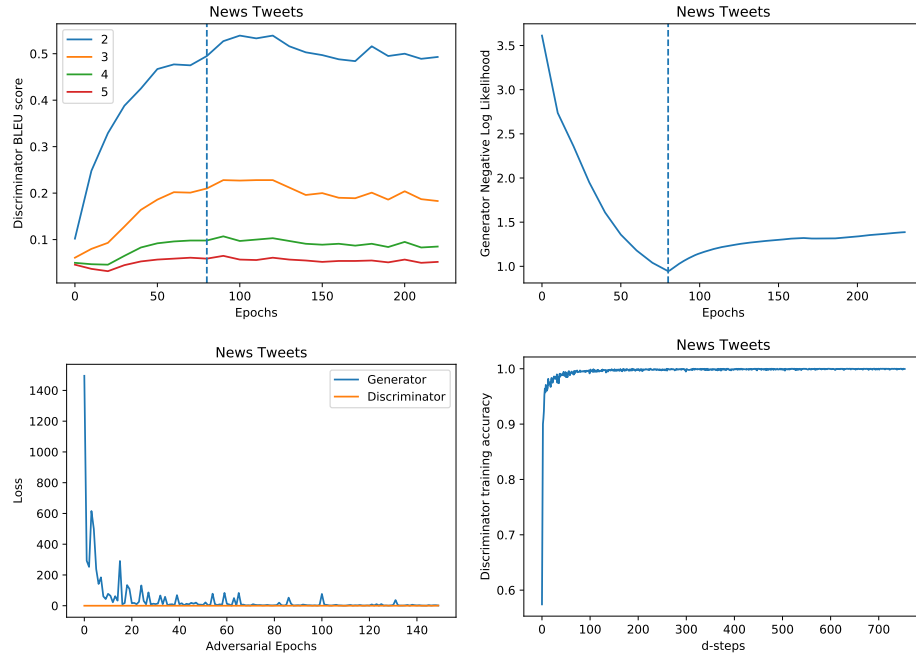 News Tweets
Discriminator BLEU score
0.5
0.4
0.3
0.2
0.1
2
3
4
5
0 50 100 150 200
Epochs
News Tweets
Generator Negative Log Likelihood
3.5
3.0
2.5
2.0
1.5
1.0
0 50 100 150 200
Epochs
News Tweets
Loss
1400
1200
1000
800
600
400
200
0
Generator
Discriminator
0 20 40 60 80 100 120 140
Adversarial Epochs
News Tweets
Discriminator training accuracy
1.0
0.9
0.8
0.7
0.6
0 100 200 300 400 500 600 700
d-steps